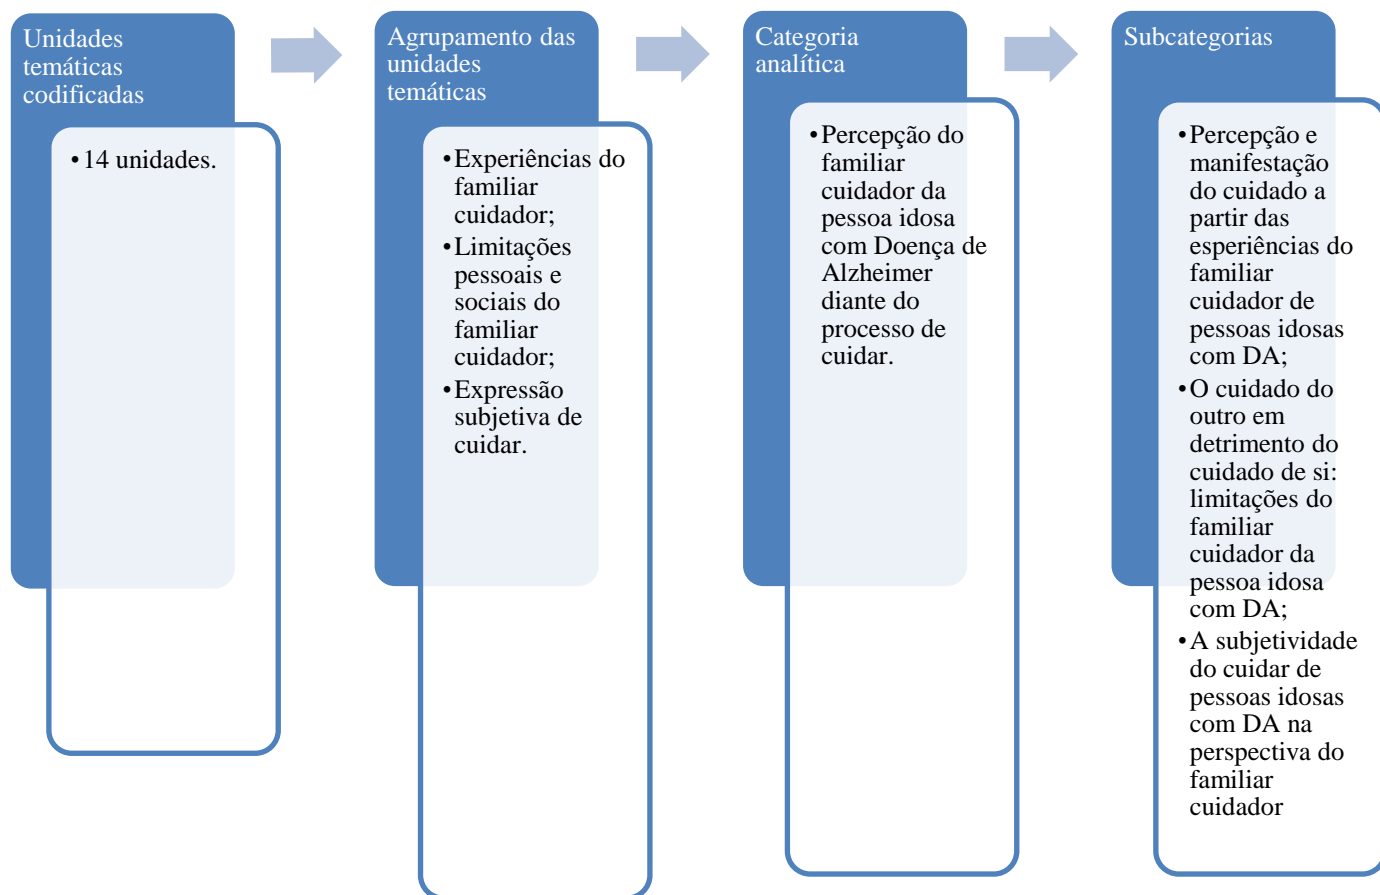 Unidades
temáticas
codificadas
•14 unidades.
Agrupamento das
unidades
temáticas
•Experiências do
familiar
cuidador;
•Limitações
pessoais e
sociais do
familiar
cuidador;
•Expressão
subjetiva de
cuidar.
Categoria
analítica
•Percepção do
familiar
cuidador da
pessoa idosa
com Doença de
Alzheimer
diante do
processo de
cuidar.
Subcategorias
•Percepção e
manifestação
do cuidado a
partir das
esperiências do
familiar
cuidador de
pessoas idosas
com DA;
•O cuidado do
outro em
detrimento do
cuidado de si:
limitações do
familiar
cuidador da
pessoa idosa
com DA;
•A subjetividade
do cuidar de
pessoas idosas
com DA na
perspectiva do
familiar
cuidador